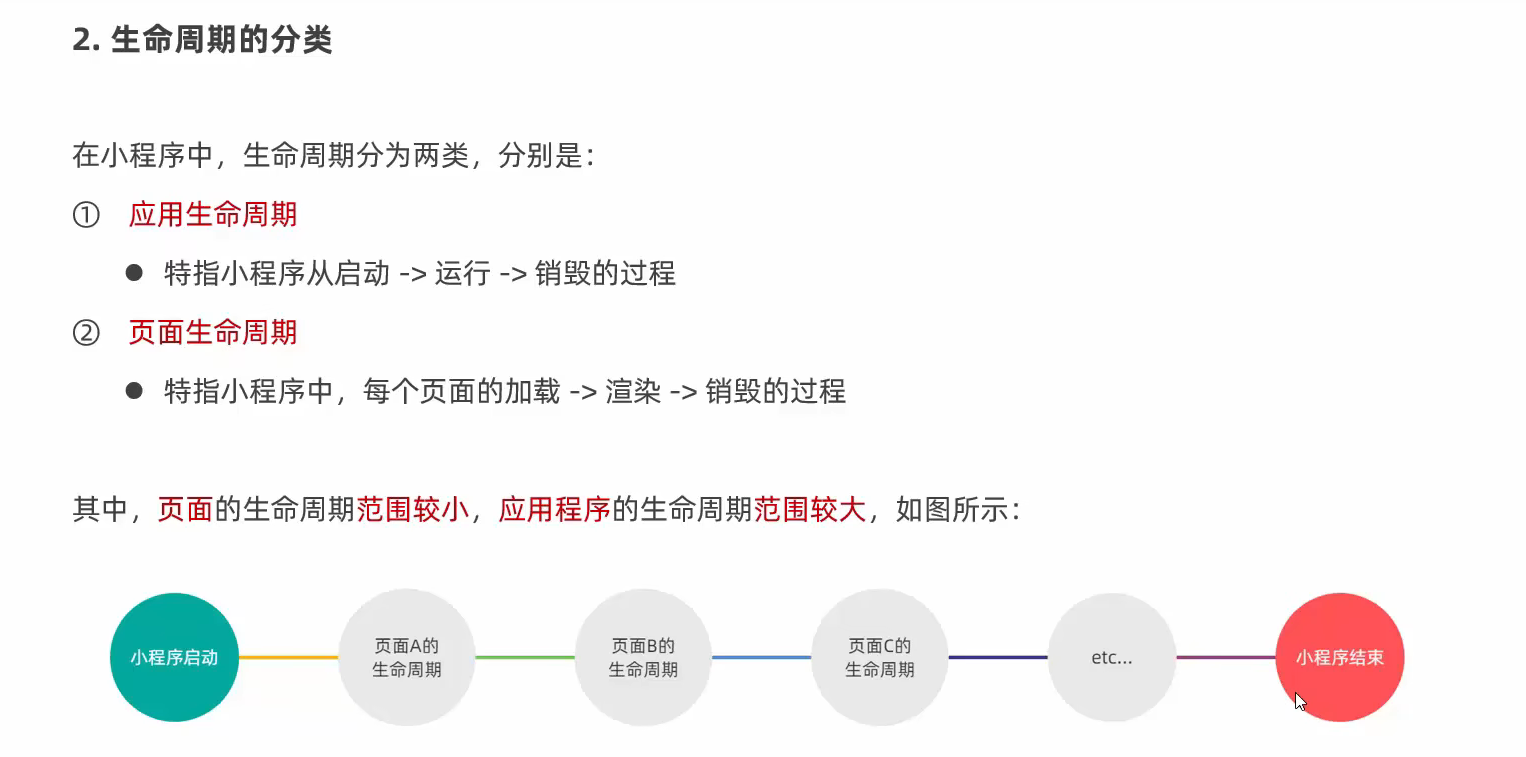 2. 生命周期的分类
在小程序中，生命周期分为两类，分别是：
① 应用生命周期
● 特指小程序从启动 -> 运行 -> 销毁的过程
② 页面生命周期
● 特指小程序中，每个页面的加载 -> 渲染 -> 销毁的过程
其中，页面的生命周期范围较小，应用程序的生命周期范围较大，如图所示：
小程序启动
页面A的
生命周期
页面B的
生命周期
页面C的
生命周期
etc...
小程序结束